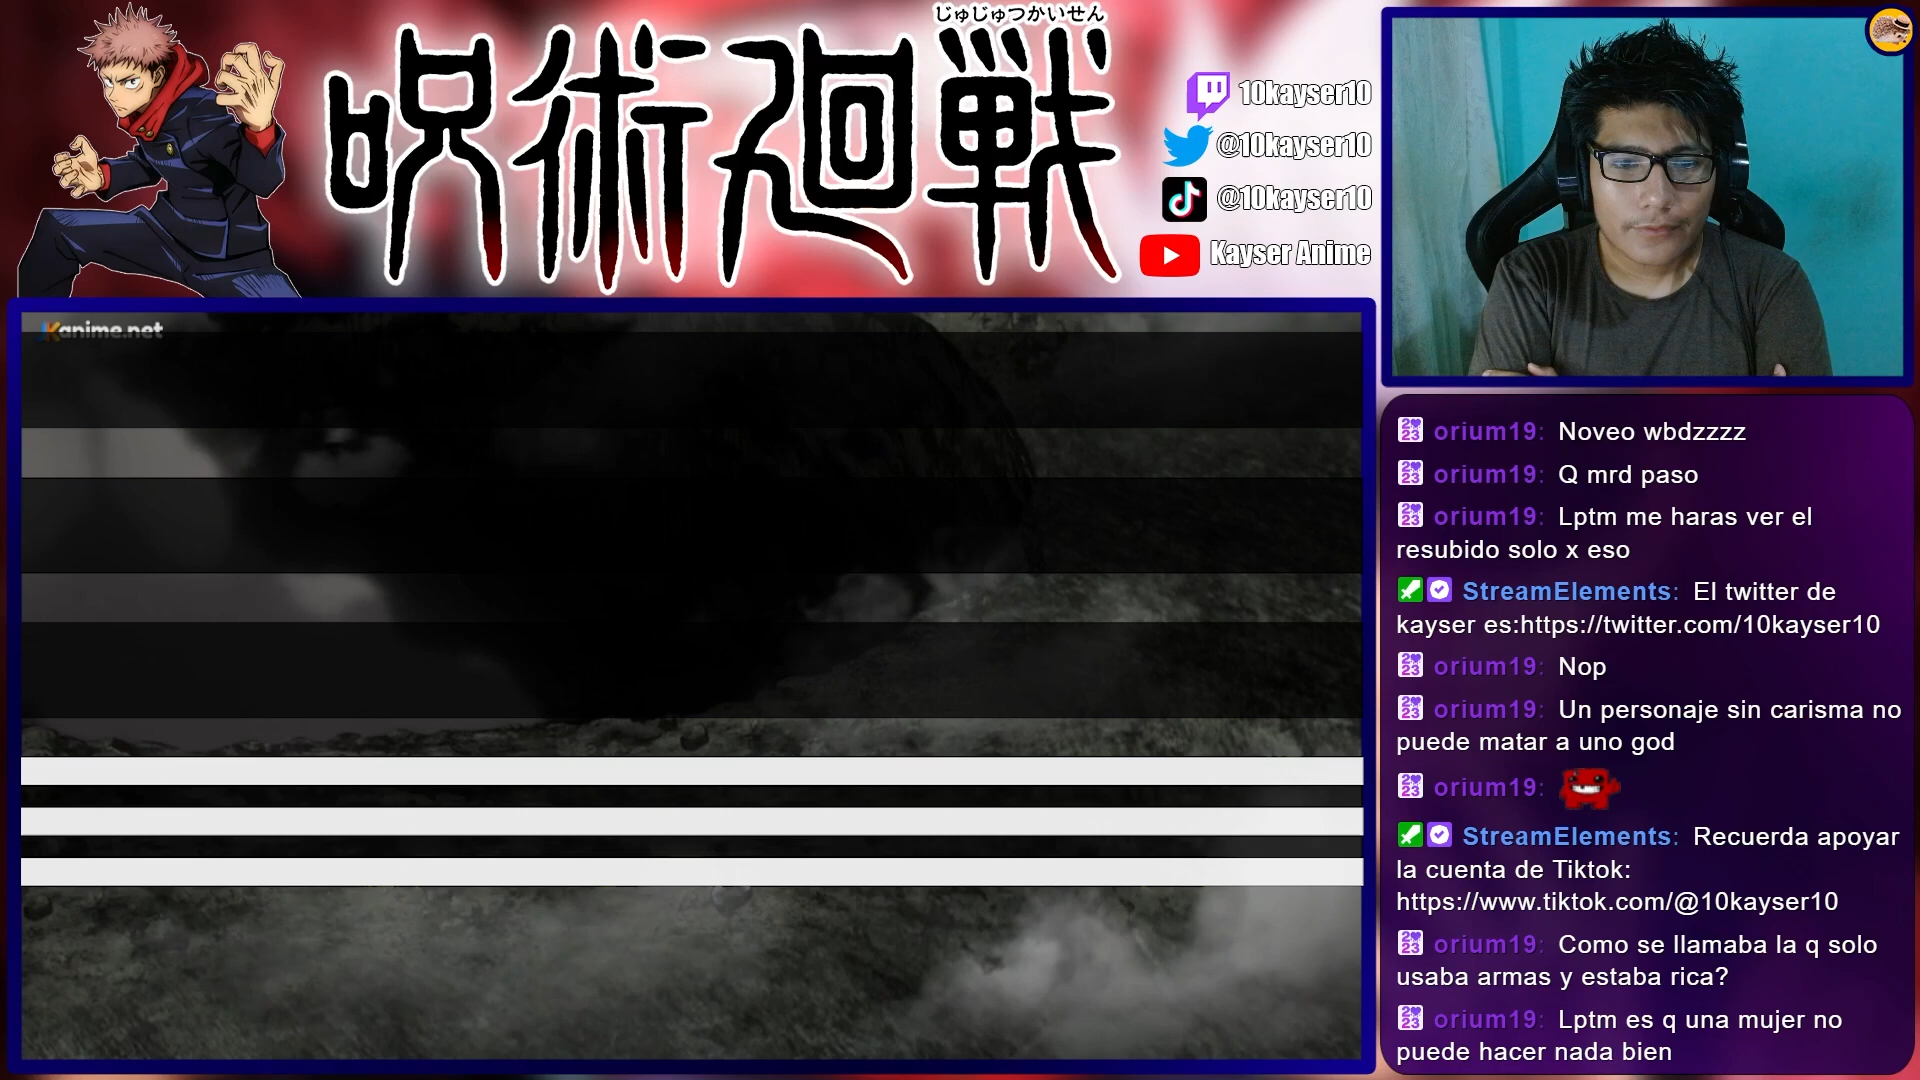 じゅじゅつかいせん
呪術廻戦
10kayser10
@10kayser10
@10kayser10
Kayser Anime
Kanime.net
orium19: Noveo wbdzzzz
orium19: Q mrd paso
orium19: Lptm me haras ver el
resubido solo x eso
StreamElements: El twitter de
kayser es:https://twitter.com/10kayser10
orium19: Nop
orium19: Un personaje sin carisma no
puede matar a uno god
orium19:
StreamElements: Recuerda apoyar
la cuenta de Tiktok:
https://www.tiktok.com/@10kayser10
orium19: Como se llamaba la q solo
usaba armas y estaba rica?
orium19: Lptm es q una mujer no
puede hacer nada bien